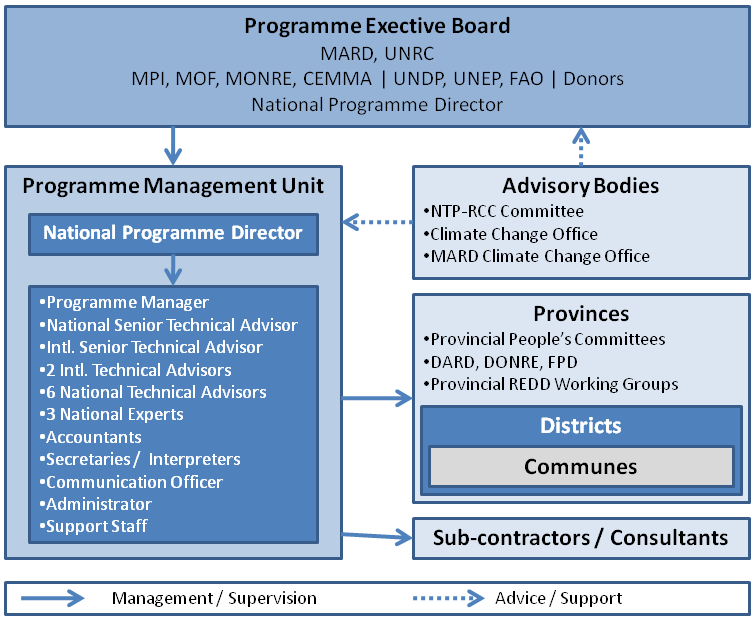 Programme Exective Board
MARD, UNRC
MPI, MOF, MONRE, CEMMA | UNDP, UNEP, FAO | Donors
National Programme Director
Programme Management Unit
National Programme Director
•Programme Manager
•National Senior Technical Advisor
•Intl. Senior Technical Advisor
•2 Intl. Technical Advisors
•6 National Technical Advisors
•3 National Experts
•Accountants
•Secretaries / Interpreters
•Communication Officer
•Administrator
•Support Staff
Advisory Bodies
•NTP-RCC Committee
•Climate Change Office
•MARD Climate Change Office
Provinces
•Provincial People’s Committees
•DARD, DONRE, FPD
•Provincial REDD Working Groups
Districts
Communes
Sub-contractors / Consultants
Management / Supervision
Advice / Support